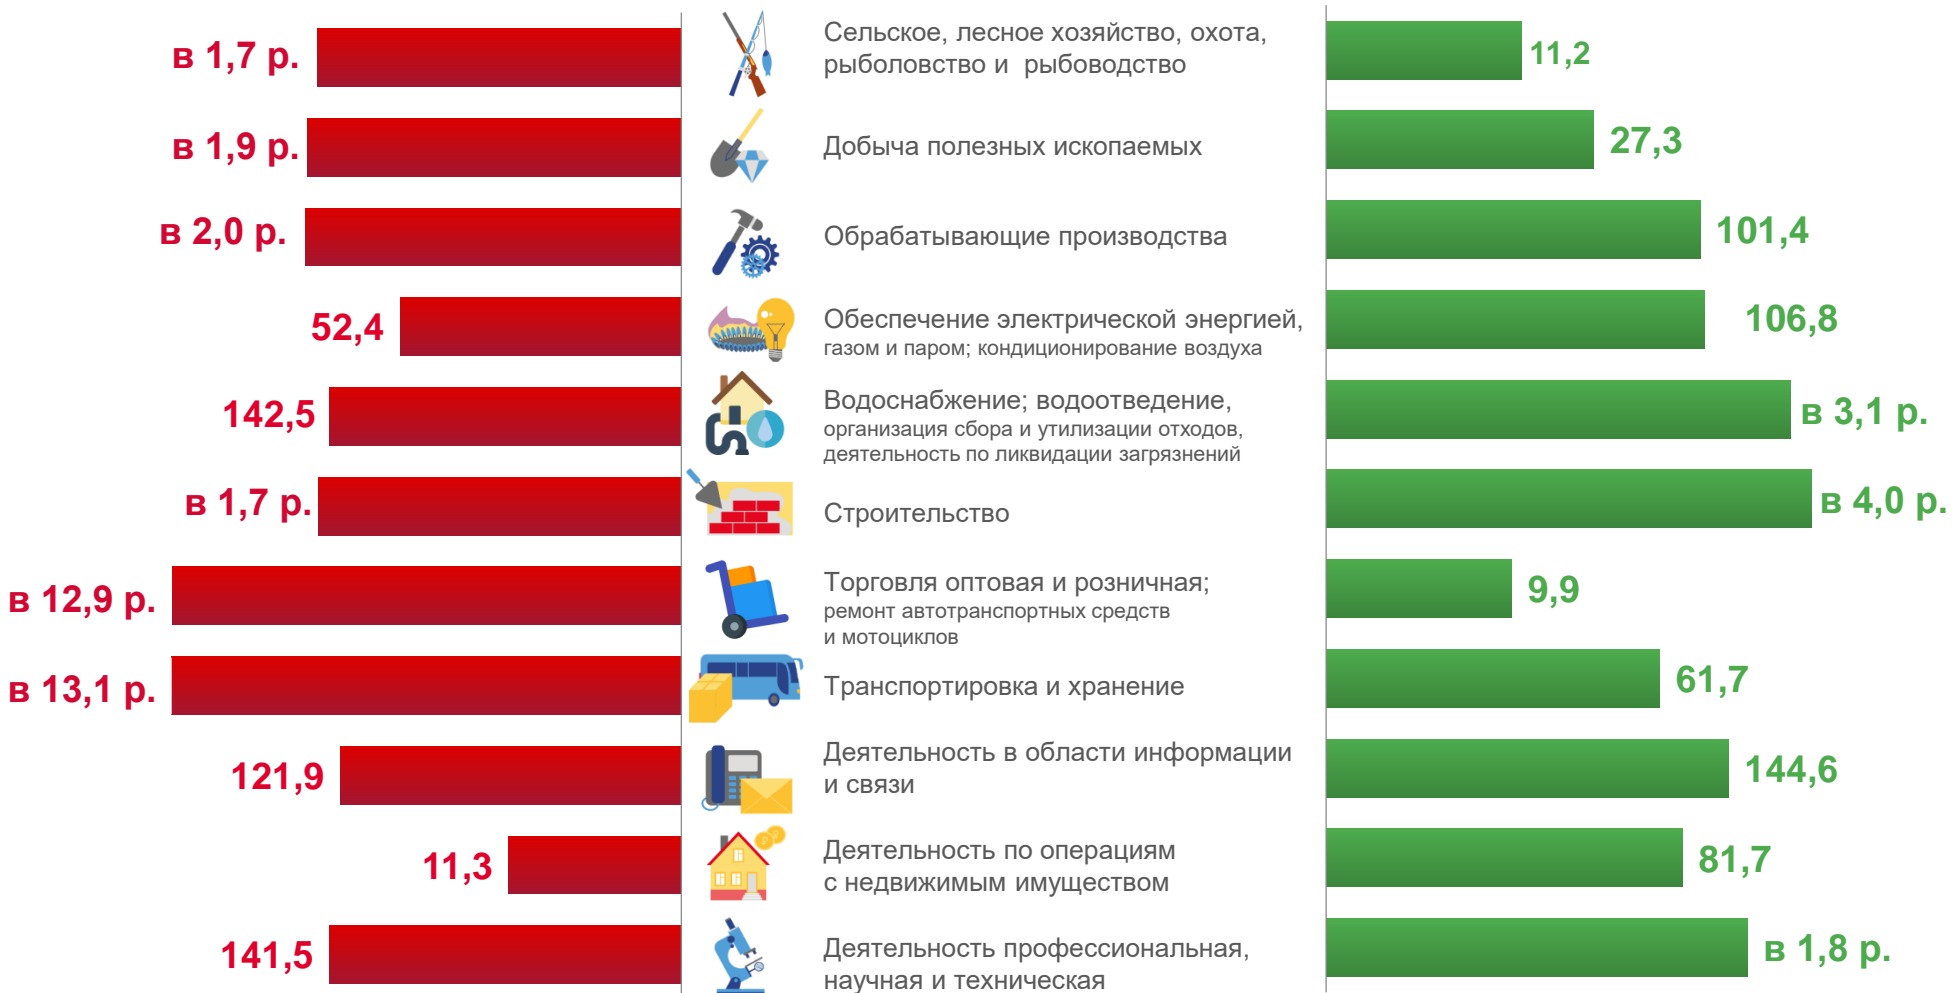 в 1,7 р.
Сельское, лесное хозяйство, охота,
рыболовство и рыбоводство
11,2
в 1,9 р.
Добыча полезных ископаемых
27,3
в 2,0 р.
Обрабатывающие производства
101,4
52,4
Обеспечение электрической энергией,
газом и паром; кондиционирование воздуха
106,8
142,5
Водоснабжение; водоотведение,
организация сбора и утилизации отходов,
деятельность по ликвидации загрязнений
в 3,1 р.
в 1,7 р.
Строительство
в 4,0 р.
в 12,9 р.
Торговля оптовая и розничная;
ремонт автотранспортных средств
и мотоциклов
9,9
в 13,1 р.
Транспортировка и хранение
61,7
121,9
Деятельность в области информации
и связи
144,6
11,3
Деятельность по операциям
с недвижимым имуществом
81,7
141,5
Деятельность профессиональная,
научная и техническая
в 1,8 р.